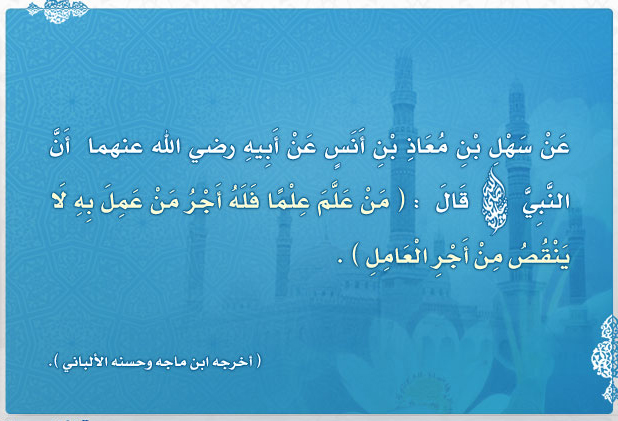 عَنْ سَهْلِ بْنِ مُعَاذِ بْنِ أَنَسٍ عَنْ أَبِيهِ رضي الله عنهما أَنَّ
النَّبِيَّ ﷺ قَالَ : ( مَنْ عَلَّمَ عِلْمًا فَلَهُ أَجْرُ مَنْ عَمِلَ بِهِ لَا
يَنْقُصُ مِنْ أَجْرِ الْعَامِلِ ) .
( أخرجه ابن ماجه وحسنه الألباني ).